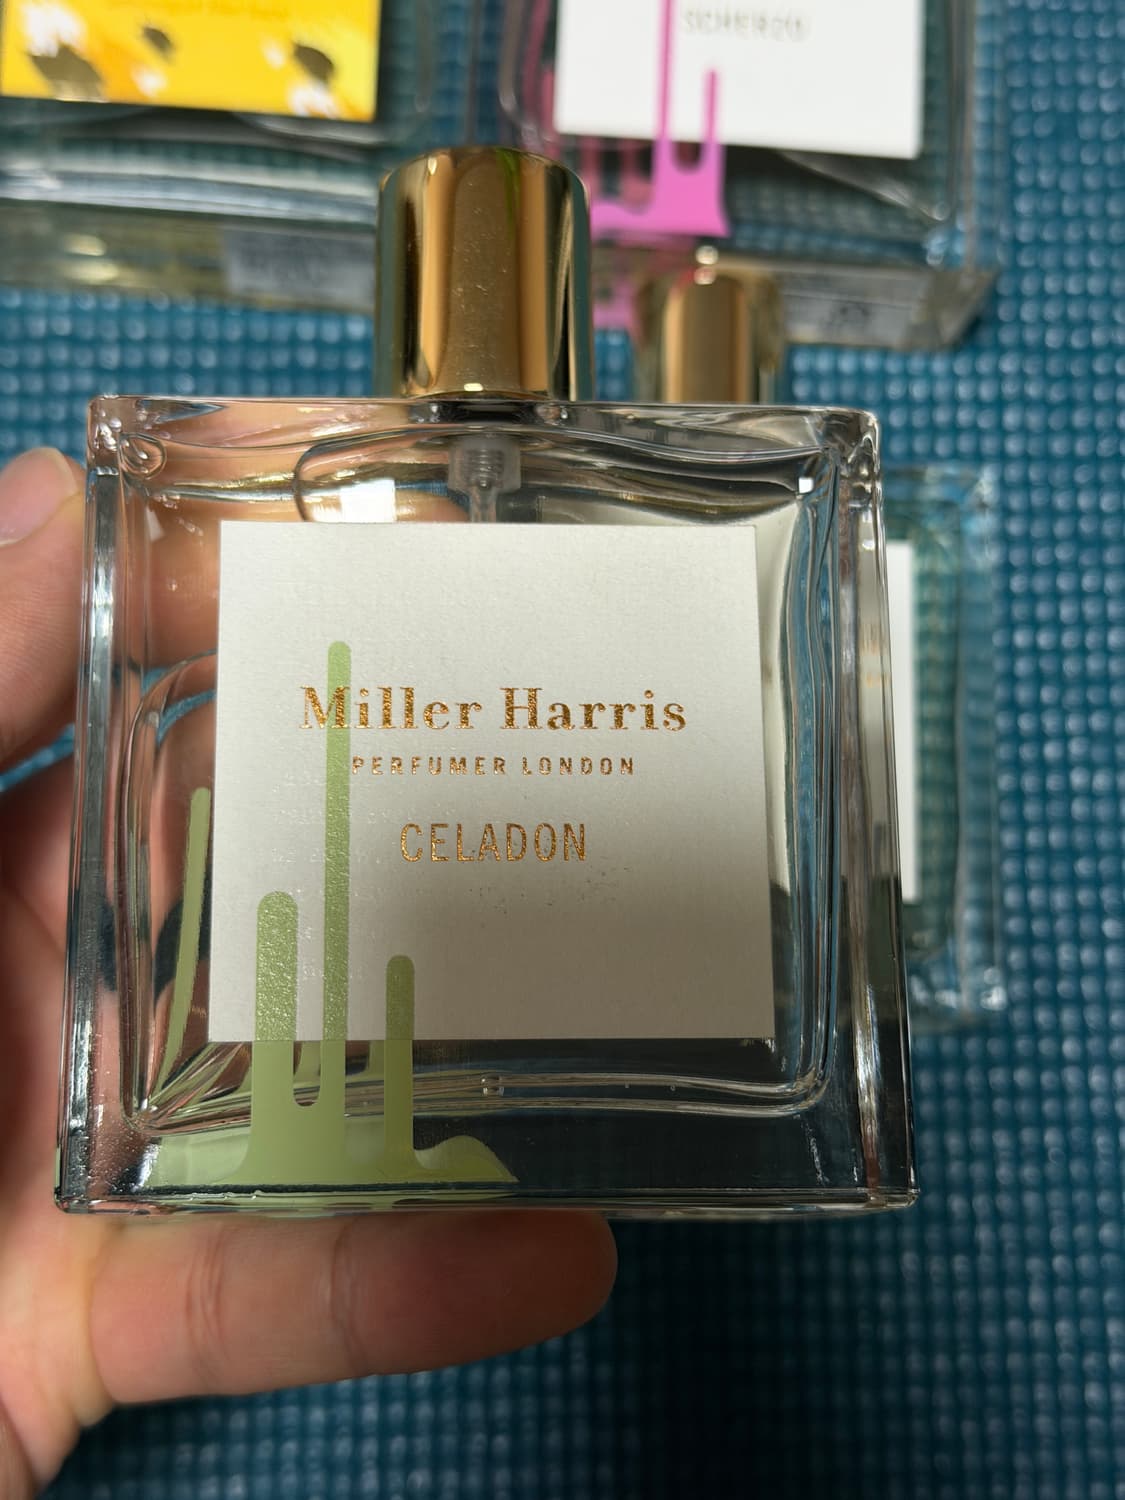 SCHERZO
Miller Harris
PERFUMER LONDON
CELADON